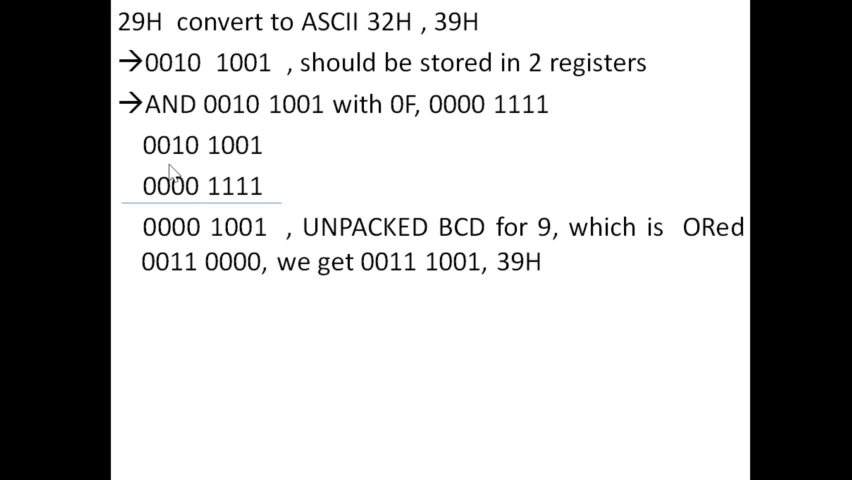 29H convert to ASCII 32H , 39H
→0010 1001 , should be stored in 2 registers
→AND 0010 1001 with 0F, 0000 1111
0010 1001
0000 1111
0000 1001 , UNPACKED BCD for 9, which is ORed
0011 0000, we get 0011 1001, 39H